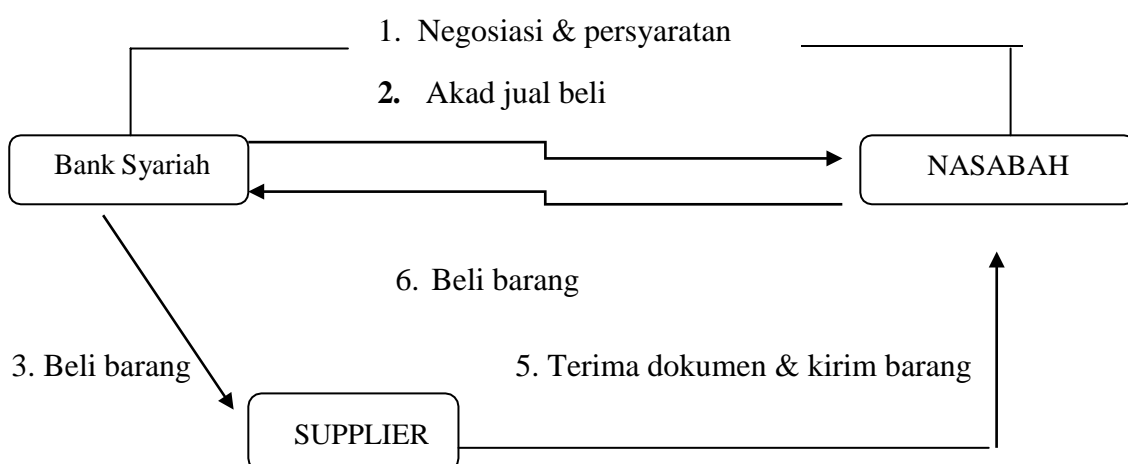 1. Negosiasi & persyaratan
2. Akad jual beli
Bank Syariah
NASABAH
6. Beli barang
3. Beli barang
5. Terima dokumen & kirim barang
SUPPLIER